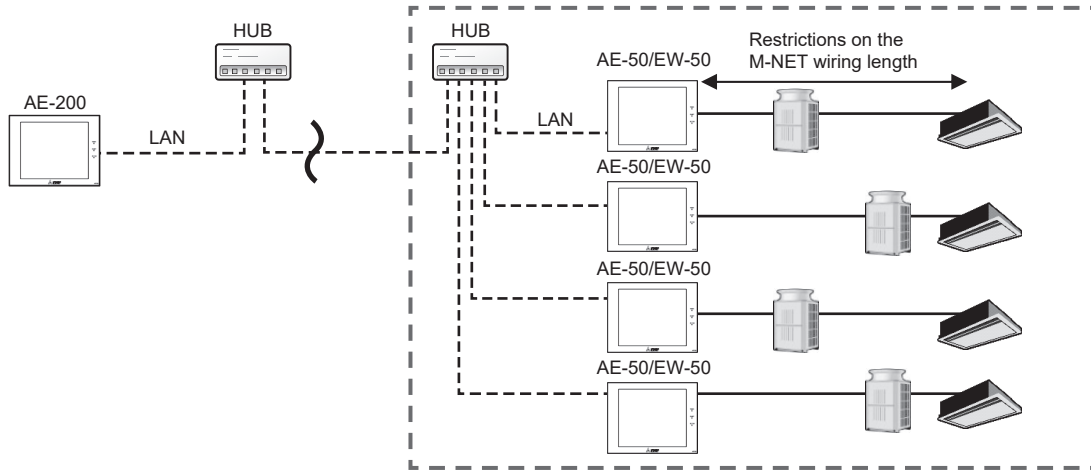 HUB
HUB
Restrictions on the
M-NET wiring length
AE-50/EW-50
AE-200
LAN
LAN
AE-50/EW-50
AE-50/EW-50
AE-50/EW-50